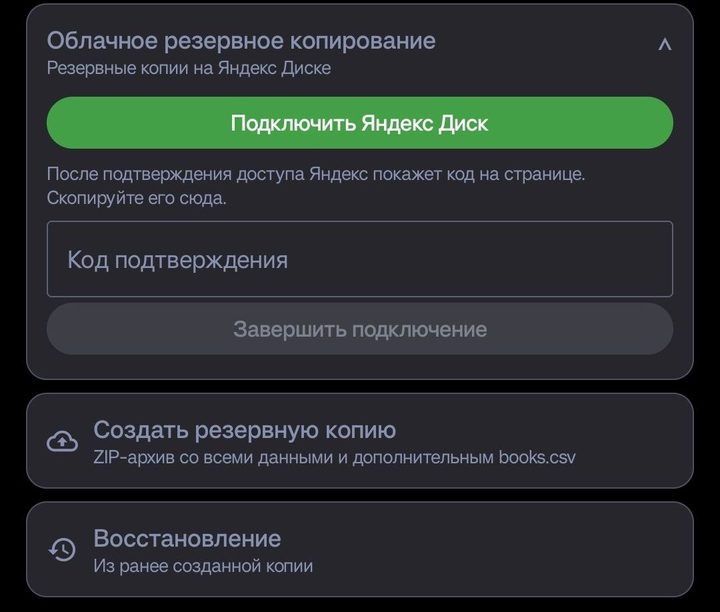 Облачное резервное копирование
Резервные копии на Яндекс Диске
Подключить Яндекс Диск
После подтверждения доступа Яндекс покажет код на странице.
Скопируйте его сюда.
Код подтверждения
Завершить подключение
Создать резервную копию
ZIP-архив со всеми данными и дополнительным books.csv
Восстановление
Из ранее созданной копии